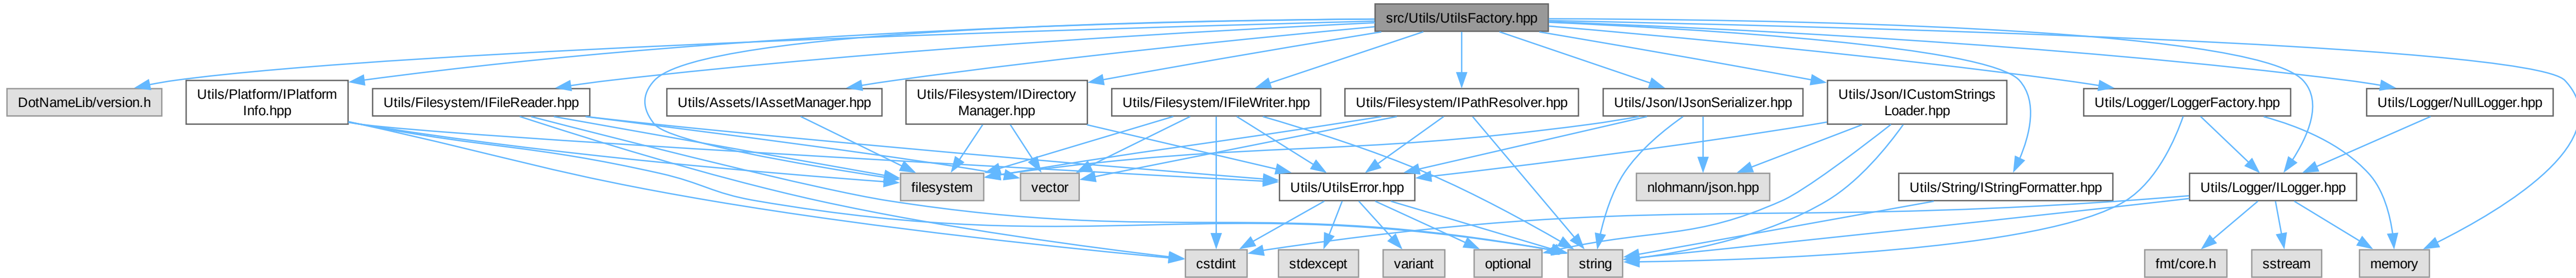 src/Utils/UtilsFactory.hpp
DotNameLib/version.h
Utils/Platform/IPlatform
Info.hpp
Utils/Filesystem/IFileReader.hpp
Utils/Assets/IAssetManager.hpp
Utils/Filesystem/IDirectory
Manager.hpp
Utils/Filesystem/IFileWriter.hpp
Utils/Filesystem/IPathResolver.hpp
Utils/Json/IJsonSerializer.hpp
Utils/Json/ICustomStrings
Loader.hpp
Utils/Logger/LoggerFactory.hpp
Utils/Logger/NullLogger.hpp
filesystem
vector
Utils/UtilsError.hpp
nlohmann/json.hpp
Utils/String/IStringFormatter.hpp
Utils/Logger/ILogger.hpp
cstdint
stdexcept
variant
optional
string
fmt/core.h
sstream
memory